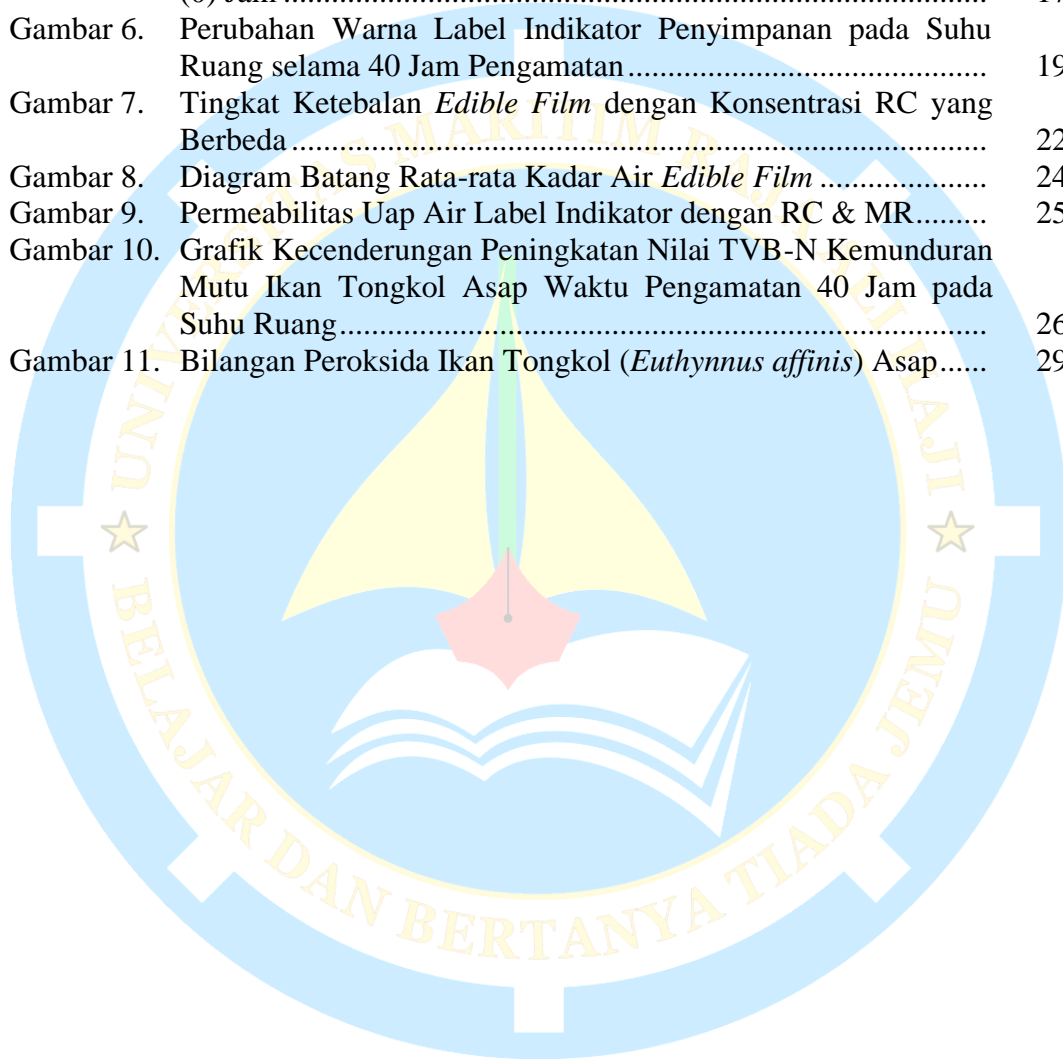 (6) Jam ....................................................................................... 17
Gambar 6. Perubahan Warna Label Indikator Penyimpanan pada Suhu
Ruang selama 40 Jam Pengamatan ............................................ 19
Gambar 7. Tingkat Ketebalan Edible Film dengan Konsentrasi RC yang
Berbeda ...................................................................................... 22
Gambar 8. Diagram Batang Rata-rata Kadar Air Edible Film ..................... 24
Gambar 9. Permeabilitas Uap Air Label Indikator dengan RC & MR......... 25
Gambar 10. Grafik Kecenderungan Peningkatan Nilai TVB-N Kemunduran
Mutu Ikan Tongkol Asap Waktu Pengamatan 40 Jam pada
Suhu Ruang................................................................................ 26
Gambar 11. Bilangan Peroksida Ikan Tongkol (Euthynnus affinis) Asap...... 29
UNIVERSITAS MARITIM RAJA ALI HAJI
BELAJAR DAN BERTANYA TIADA JEMU